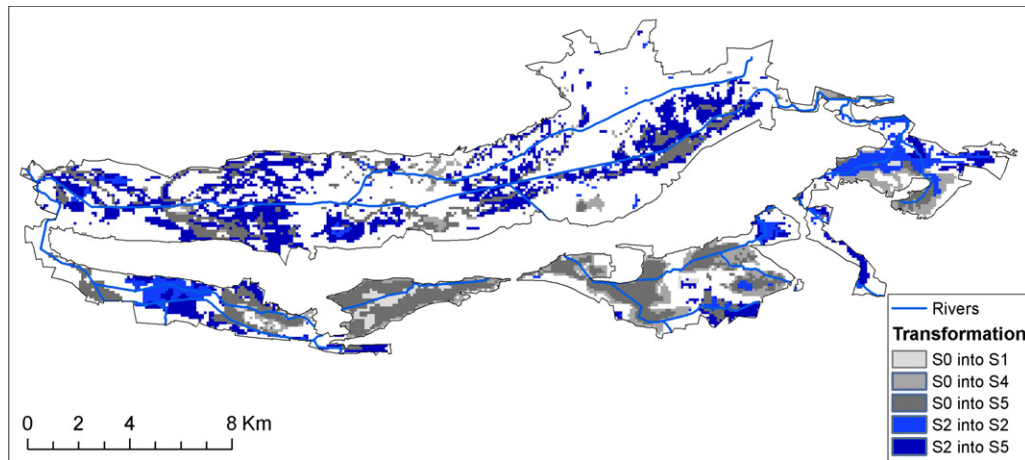 Rivers
Transformation
S0 into S1
S0 into S4
S0 into S5
S2 into S2
S2 into S5
0 2 4 8 Km